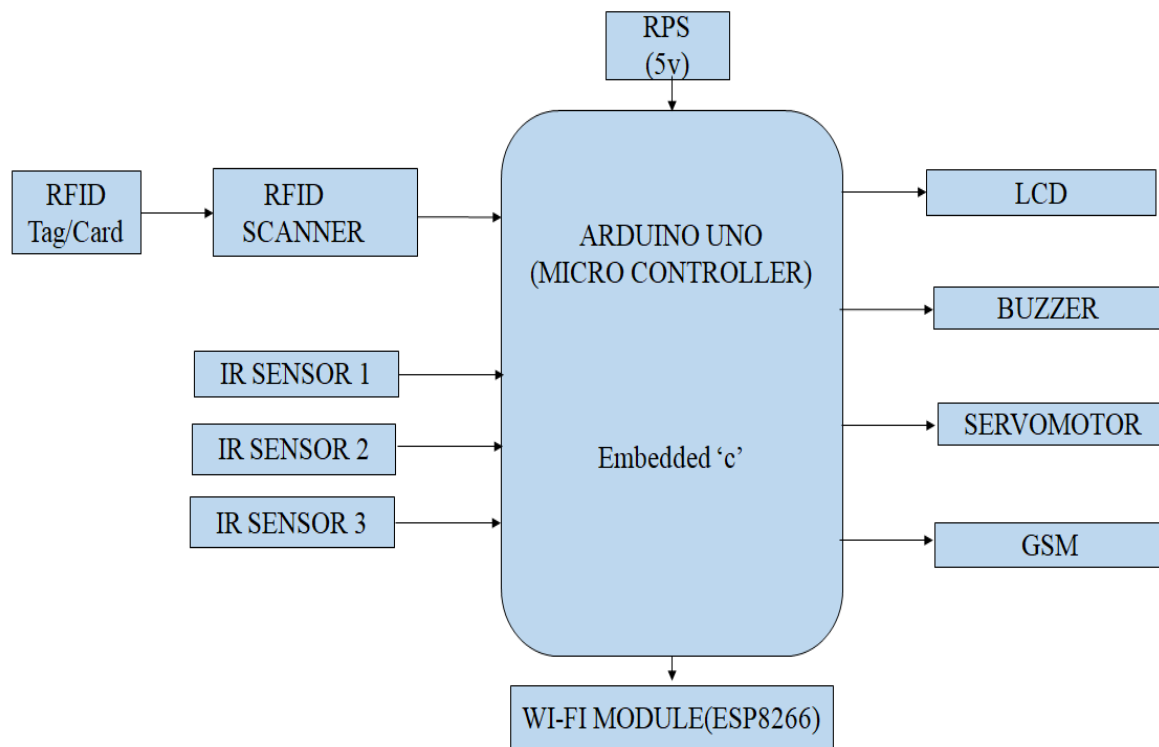 RPS
(5v)
RFID
Tag/Card
RFID
SCANNER
ARDUINO UNO
(MICRO CONTROLLER)
Embedded ‘c’
IR SENSOR 1
IR SENSOR 2
IR SENSOR 3
LCD
BUZZER
SERVOMOTOR
GSM
WI-FI MODULE(ESP8266)